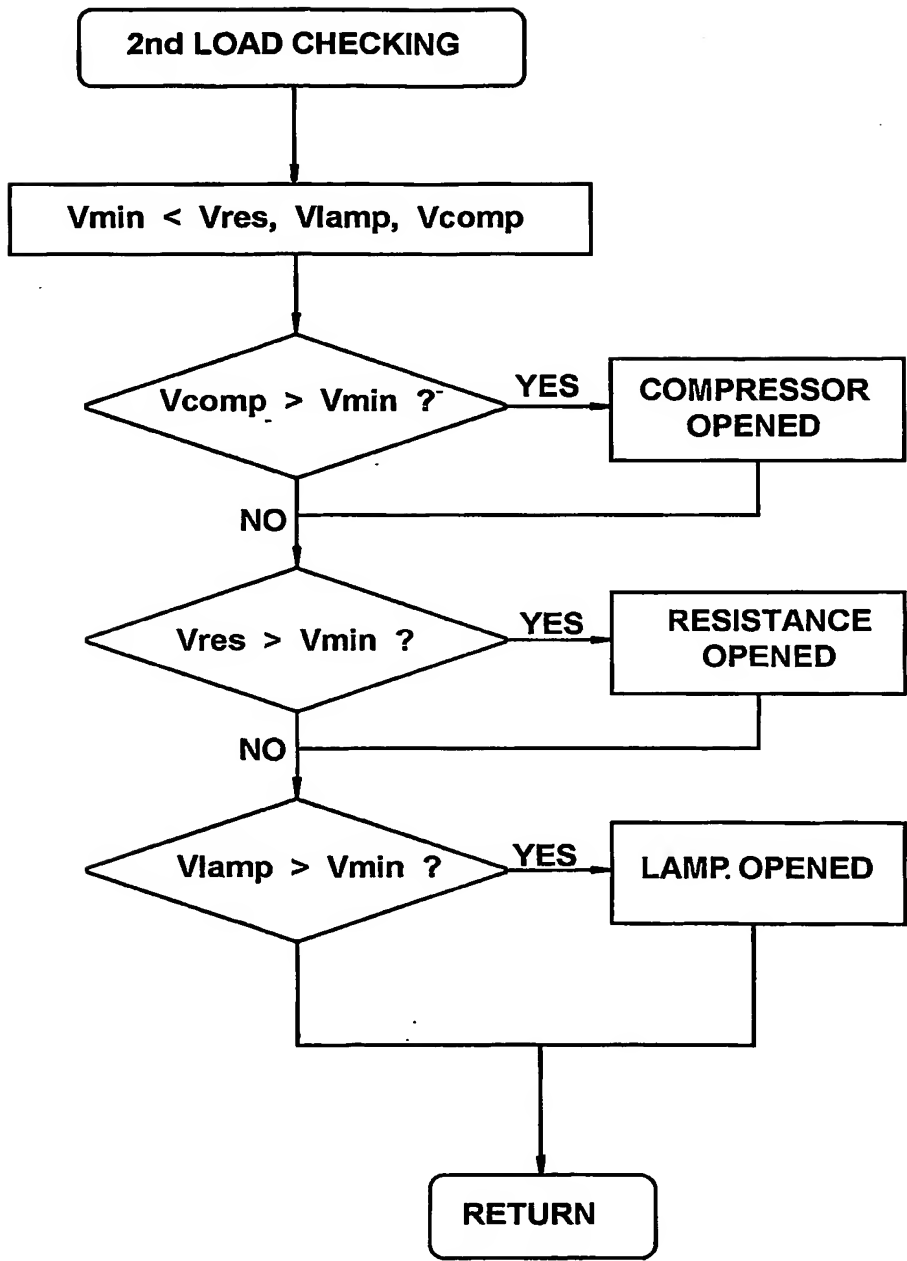 2nd LOAD CHECKING
Vmin < Vres, Vlamp, Vcomp
Vcomp > Vmin ?
YES
COMPRESSOR
OPENED
NO
Vres > Vmin ?
YES
RESISTANCE
OPENED
NO
Vlamp > Vmin ?
YES
LAMP. OPENED
RETURN